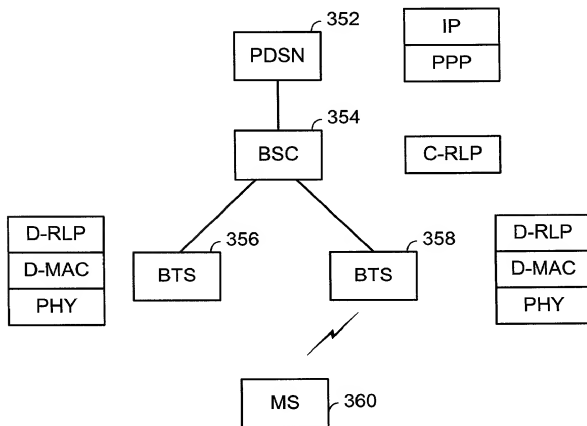 352
IP
PDSN
PPP
354
BSC
C-RLP
D-RLP
356
358
D-RLP
D-MAC
BTS
BTS
D-MAC
PHY
PHY
MS
360